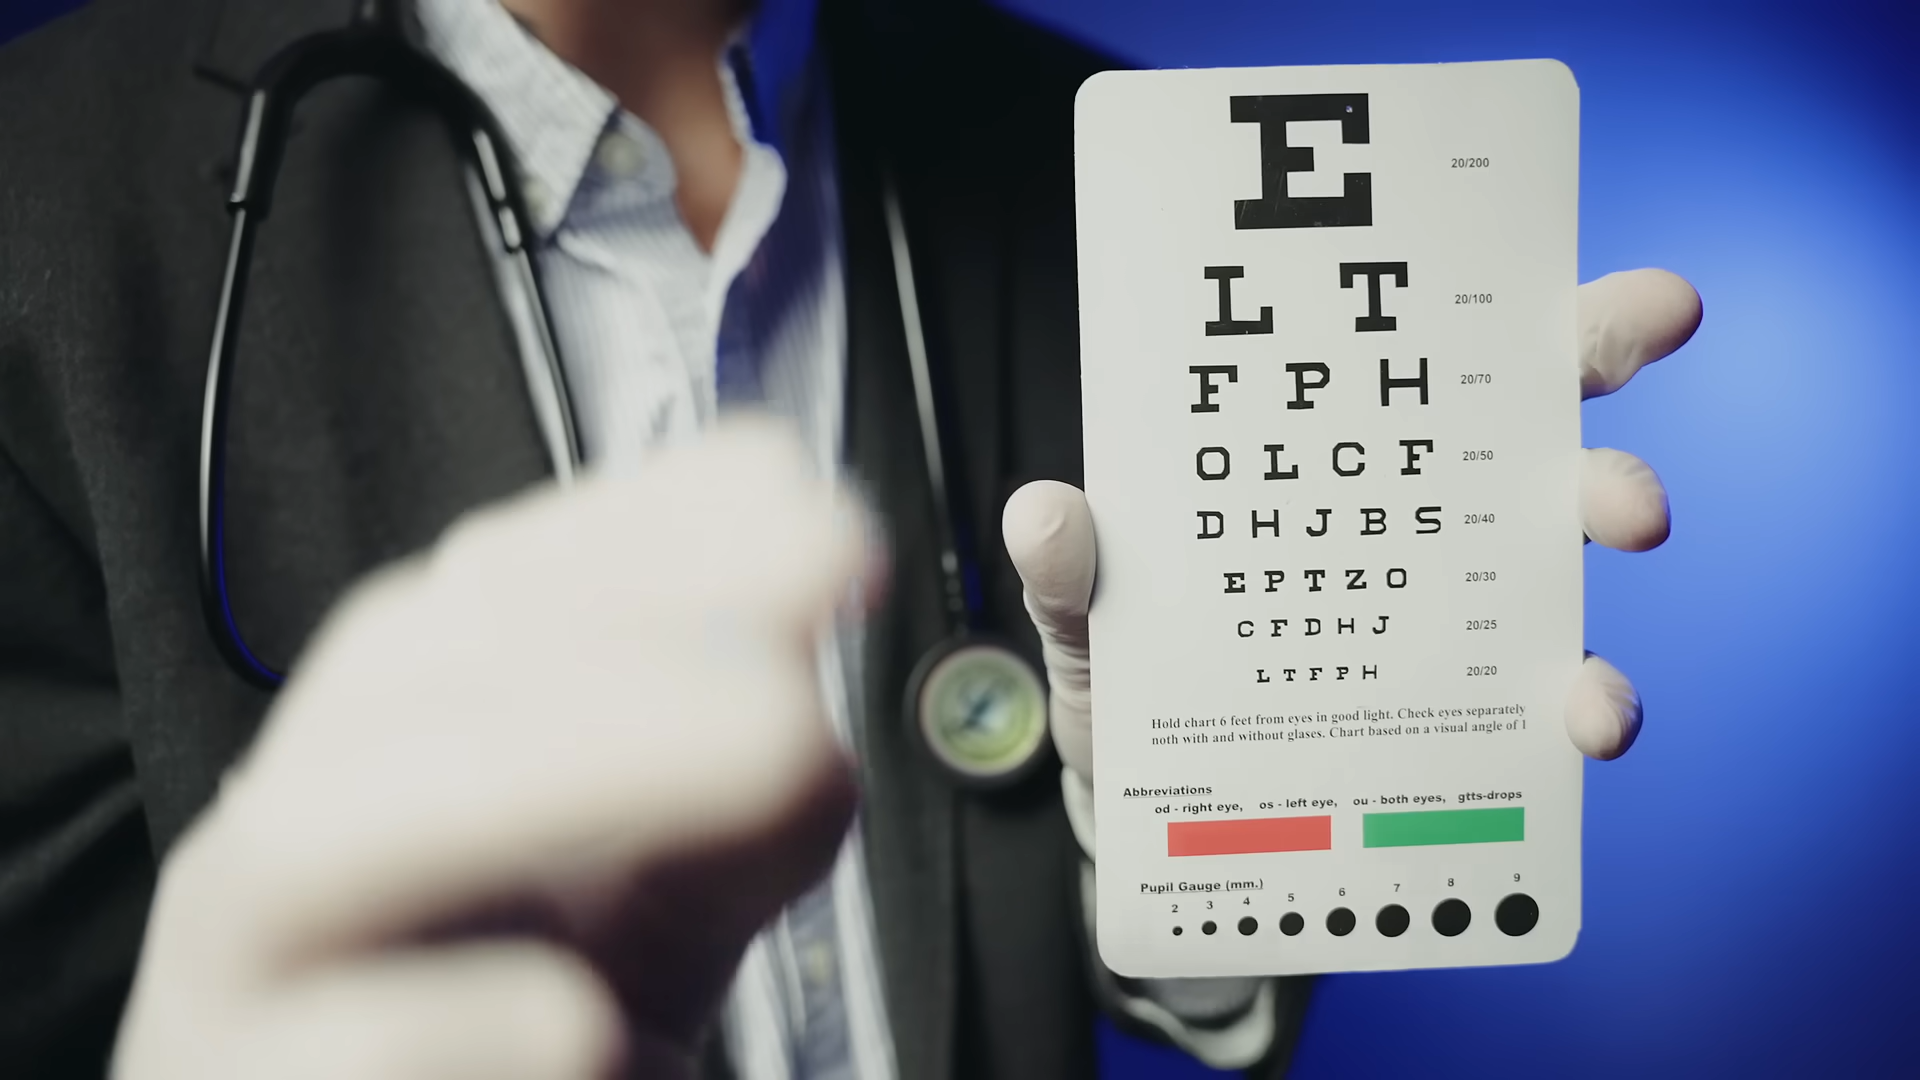 E 20/200
L T 20/100
F P H 20/70
O L C F 20/50
D H J B S 20/40
E P T Z O 20/30
C F D H J 20/25
L T F P H 20/20
Hold chart 6 feet from eyes in good light. Check eyes separately
noth with and without glases. Chart based on a visual angle of 1
Abbreviations
od - right eye, os - left eye, ou - both eyes, gtts-drops
Pupil Gauge (mm.)
2 3 4 5 6 7 8 9